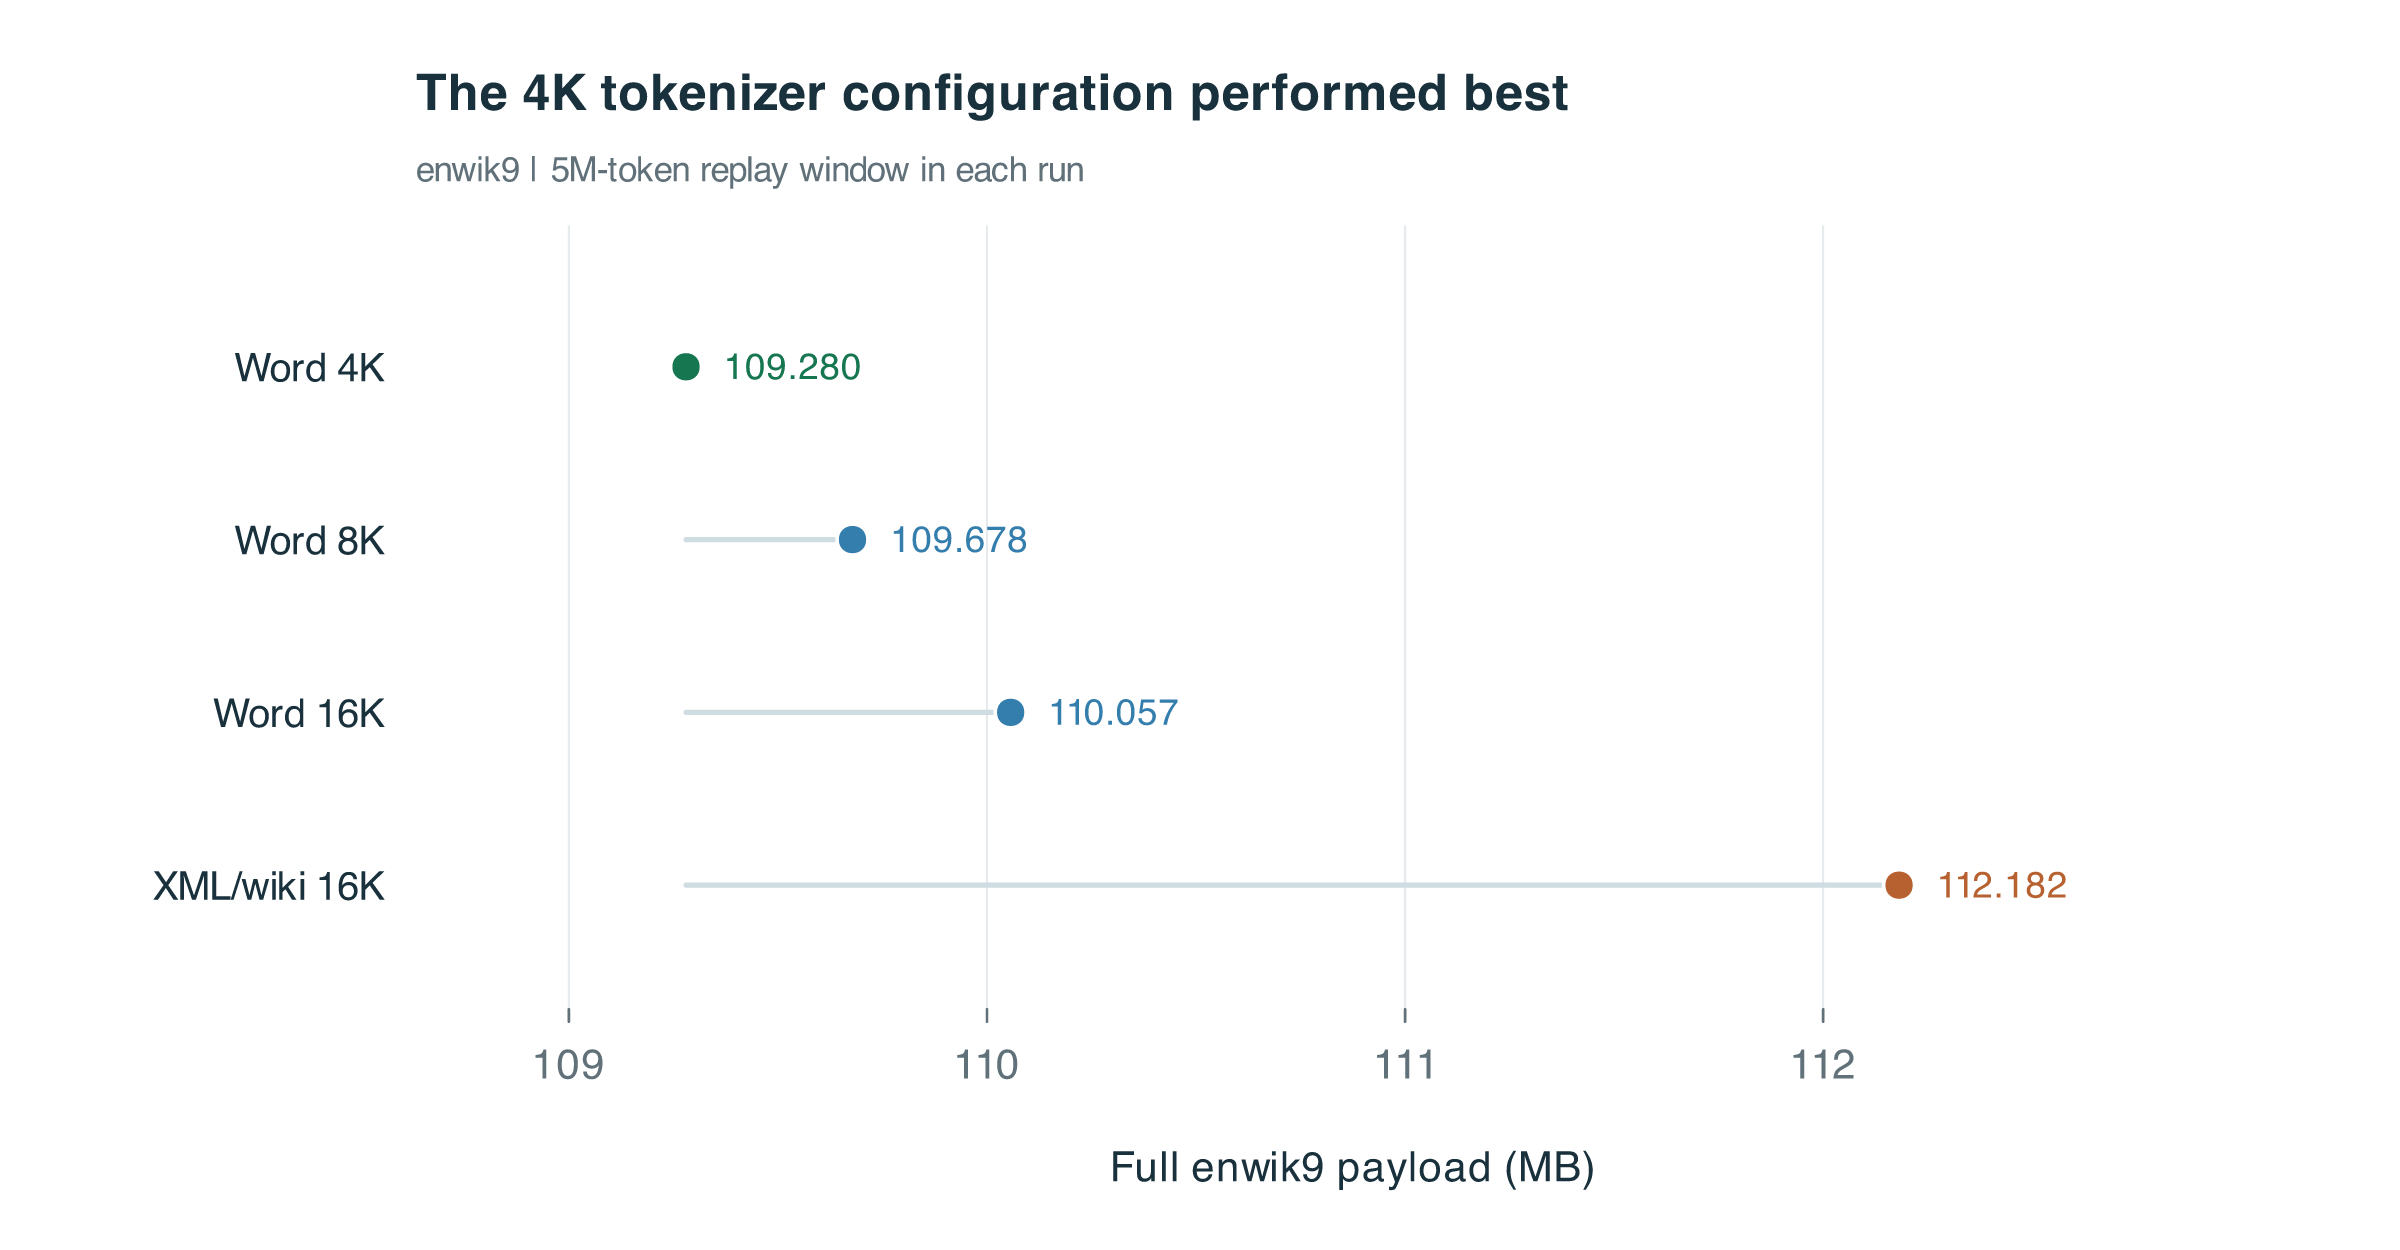 The 4K tokenizer configuration performed best
enwik9 | 5M-token replay window in each run
Word 4K 109.280
Word 8K 109.678
Word 16K 110.057
XML/wiki 16K 112.182
109 110 111 112
Full enwik9 payload (MB)